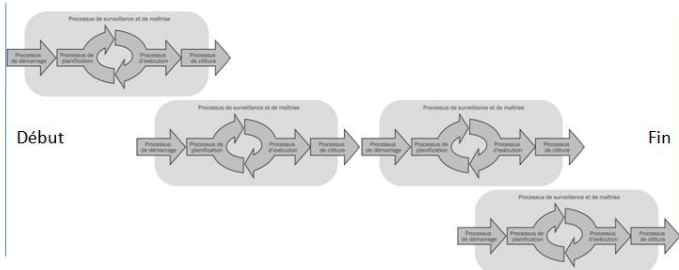 Processus de surveillance et de maîtrise
Processus
de démarrage
Processus de
planification
Processus
d'exécution
Processus
de clôture
Début
Fin
Processus de surveillance et de maîtrise
Processus
de démarrage
Processus de
planification
Processus
d'exécution
Processus
de clôture
Processus de surveillance et de maîtrise
Processus
de démarrage
Processus de
planification
Processus
d'exécution
Processus
de clôture
Processus de surveillance et de maîtrise
Processus
de démarrage
Processus de
planification
Processus
d'exécution
Processus
de clôture